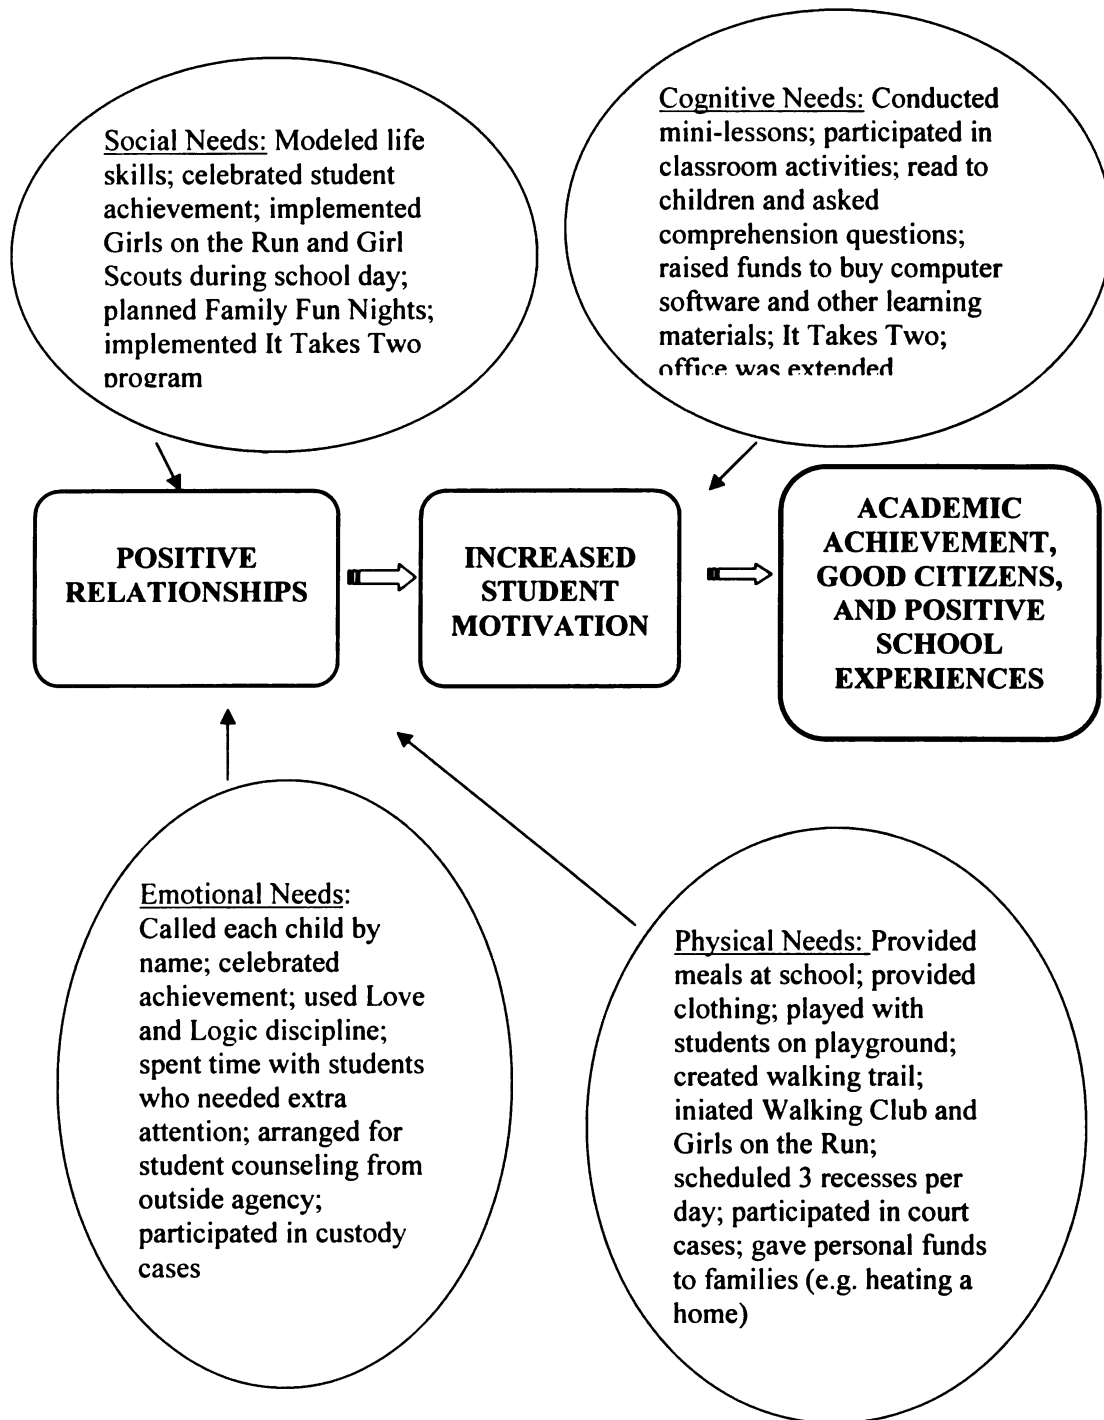 Social Needs: Modeled life
skills; celebrated student
achievement; implemented
Girls on the Run and Girl
Scouts during school day;
planned Family Fun Nights;
implemented It Takes Two
program
Cognitive Needs: Conducted
mini-lessons; participated in
classroom activities; read to
children and asked
comprehension questions;
raised funds to buy computer
software and other learning
materials; It Takes Two;
office was extended
POSITIVE
RELATIONSHIPS
INCREASED
STUDENT
MOTIVATION
ACADEMIC
ACHIEVEMENT,
GOOD CITIZENS,
AND POSITIVE
SCHOOL
EXPERIENCES
Emotional Needs:
Called each child by
name; celebrated
achievement; used Love
and Logic discipline;
spent time with students
who needed extra
attention; arranged for
student counseling from
outside agency;
participated in custody
cases
Physical Needs: Provided
meals at school; provided
clothing; played with
students on playground;
created walking trail;
iniated Walking Club and
Girls on the Run;
scheduled 3 recesses per
day; participated in court
cases; gave personal funds
to families (e.g. heating a
home)